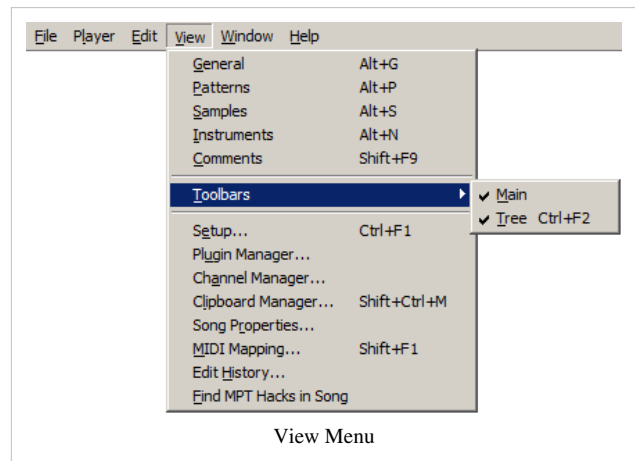 File Player Edit View Window Help
General Alt+G
Patterns Alt+P
Samples Alt+S
Instruments Alt+N
Comments Shift+F9
Toolbars
Main
Tree Ctrl+F2
Setup... Ctrl+F1
Plugin Manager...
Channel Manager...
Clipboard Manager... Shift+Ctrl+M
Song Properties...
MIDI Mapping... Shift+F1
Edit History...
Find MPT Hacks in Song
View Menu